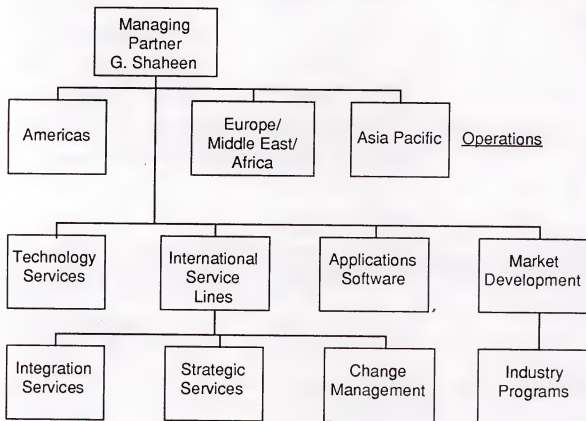 Managing
Partner
G. Shaheen
Americas
Europe/
Middle East/
Africa
Asia Pacific
Operations
Technology
Services
International
Service
Lines
Applications
Software
Market
Development
Integration
Services
Strategic
Services
Change
Management
Industry
Programs